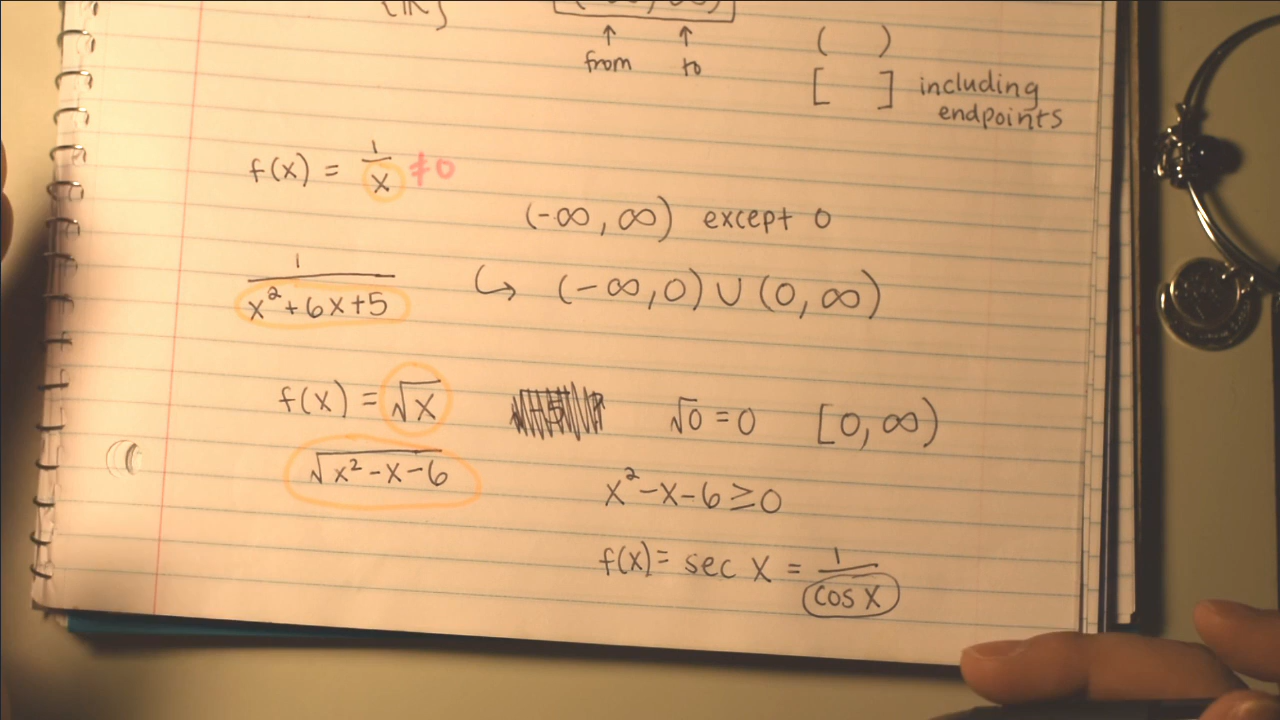 {ℝ}
from to
( )
[ ] including
endpoints
f(x) = 1/x ≠0
(-∞, ∞) except 0
1/(x²+6x+5) ↪ (-∞,0) ∪ (0, ∞)
f(x) = √x √0 = 0 [0, ∞)
√(x²-x-6)
x²-x-6 ≥ 0
f(x) = sec x = 1/cos x